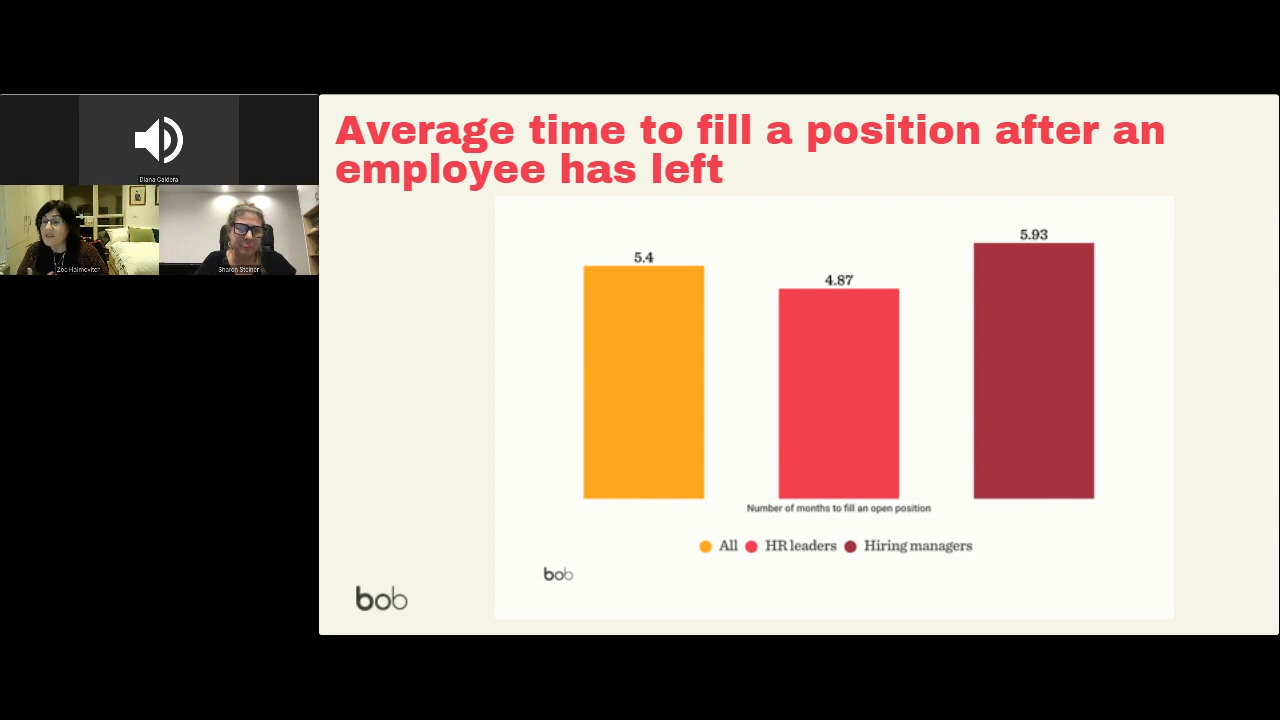 Diana Caldera
Zoe Haimovitch
Sharon Steiner
Average time to fill a position after an
employee has left
5.4
4.87
5.93
Number of months to fill an open position
All HR leaders Hiring managers
bob
bob